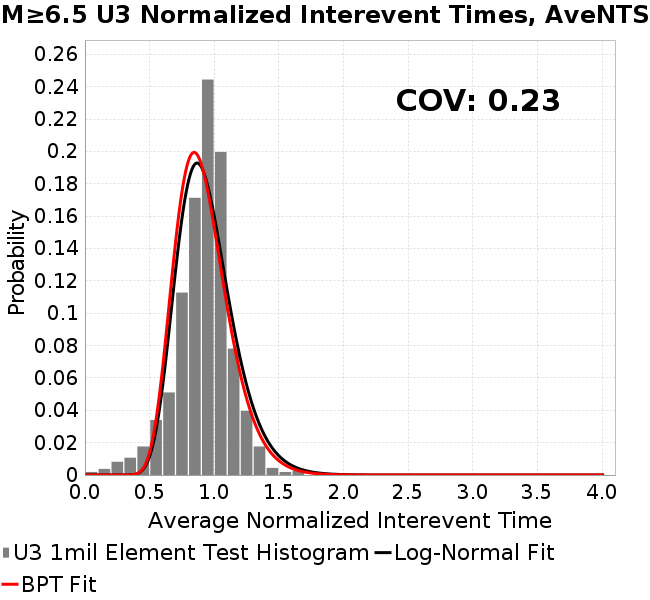 M≥6.5 U3 Normalized Interevent Times, AveNTS
COV: 0.23
Probability
0.26
0.24
0.22
0.2
0.18
0.16
0.14
0.12
0.1
0.08
0.06
0.04
0.02
0
0.0 0.5 1.0 1.5 2.0 2.5 3.0 3.5 4.0
Average Normalized Interevent Time
U3 1mil Element Test Histogram Log-Normal Fit
BPT Fit